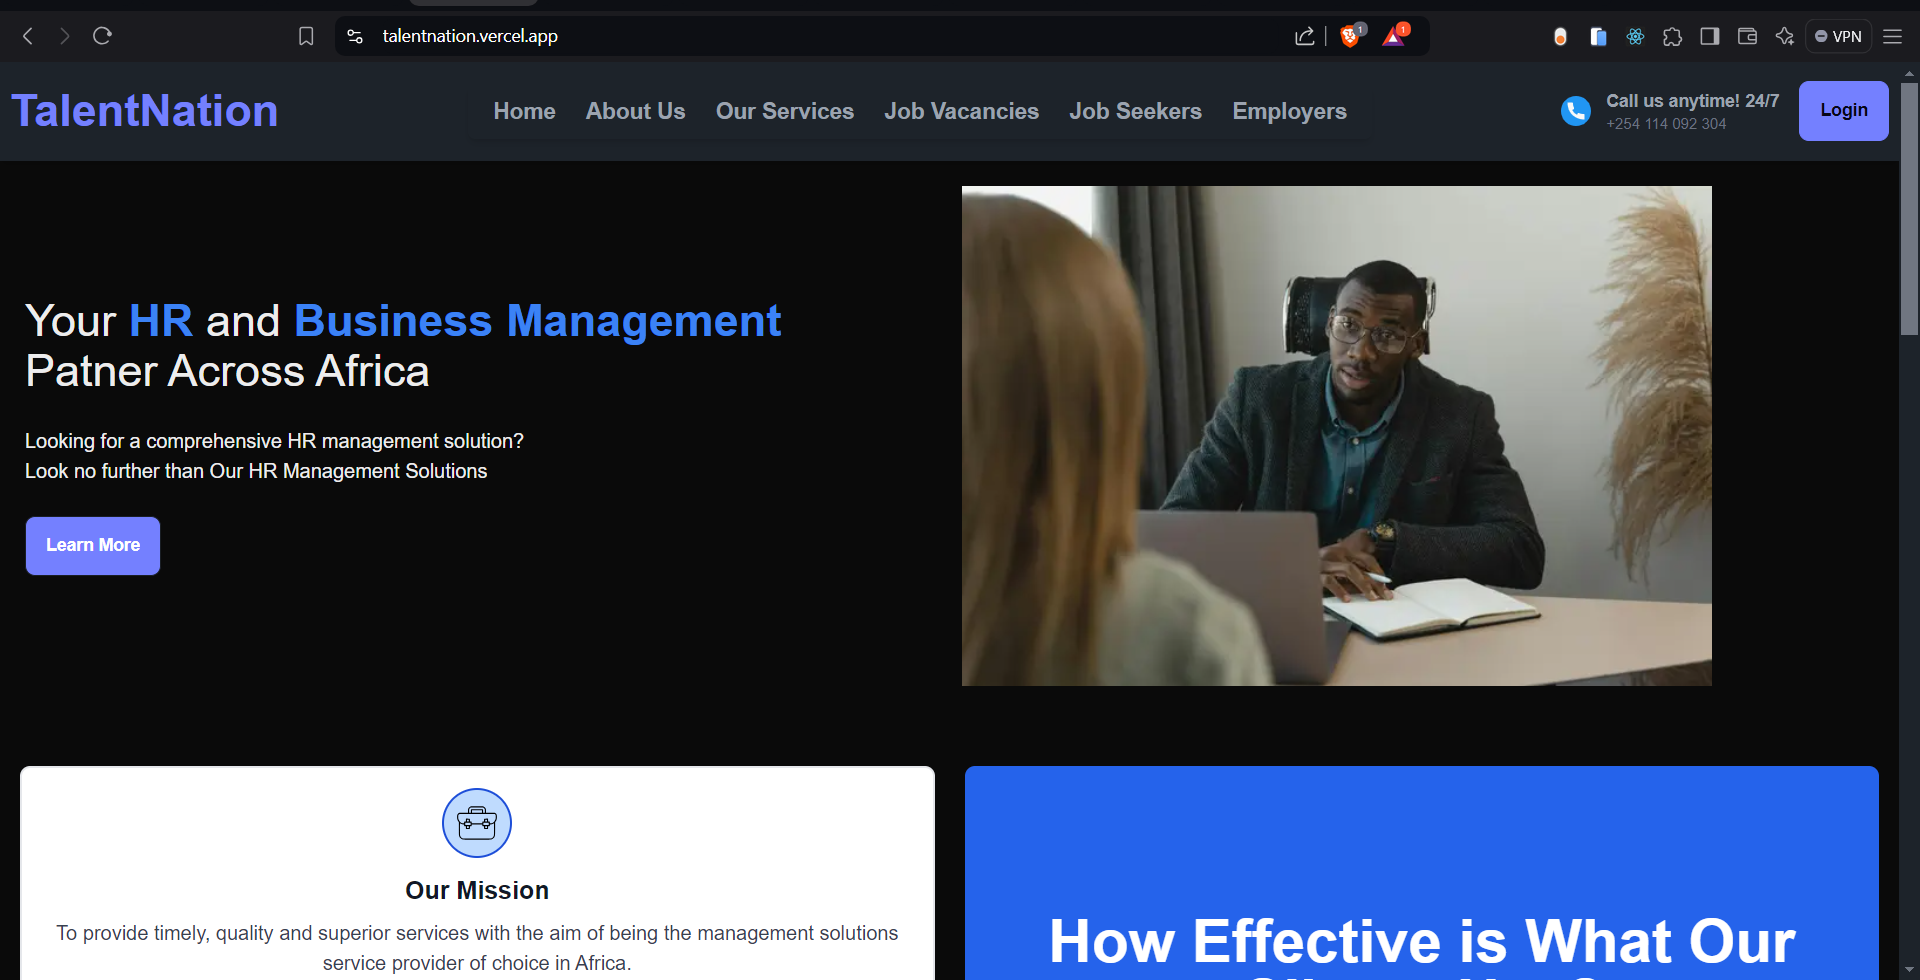 talentnation.vercel.app
1
1
VPN
TalentNation
Home About Us Our Services Job Vacancies Job Seekers Employers
Call us anytime! 24/7
+254 114 092 304
Login
Your HR and Business Management
Patner Across Africa
Looking for a comprehensive HR management solution?
Look no further than Our HR Management Solutions
Learn More
Our Mission
To provide timely, quality and superior services with the aim of being the management solutions
service provider of choice in Africa.
How Effective is What Our